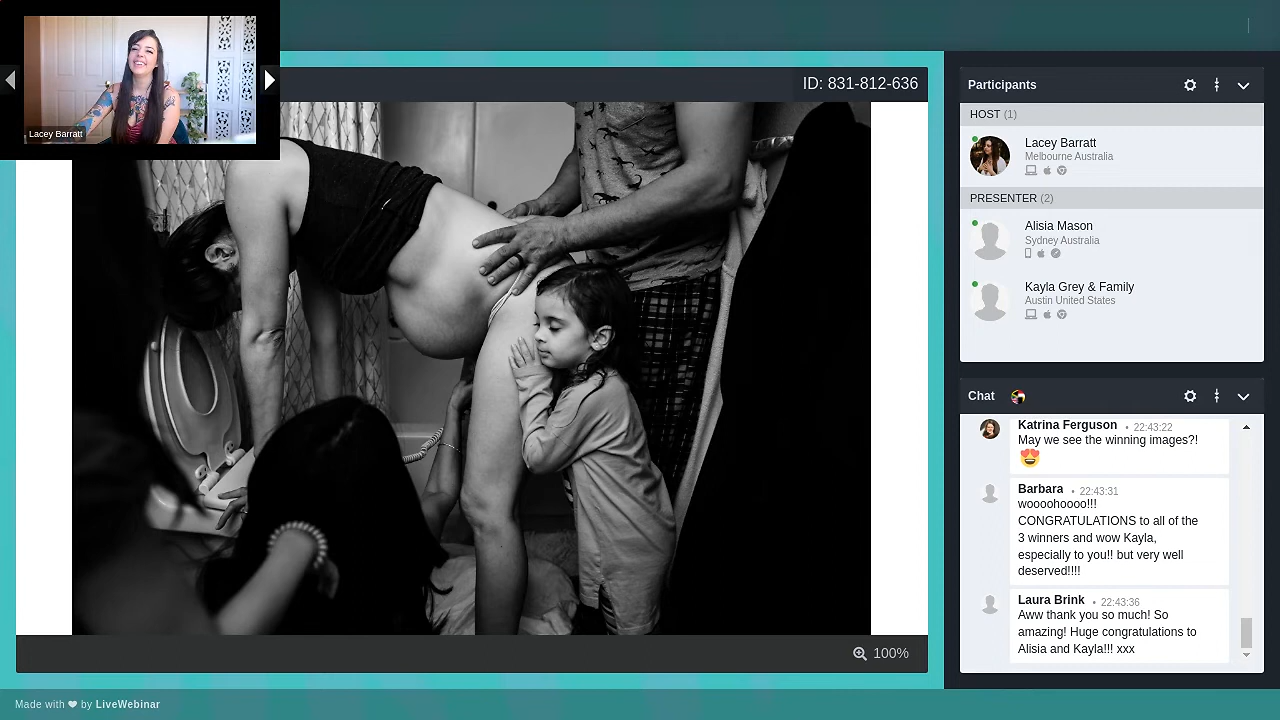 Lacey Barratt
ID: 831-812-636
100%
Made with by LiveWebinar
Participants
HOST (1)
Lacey Barratt
Melbourne Australia
PRESENTER (2)
Alisia Mason
Sydney Australia
Kayla Grey & Family
Austin United States
Chat
Katrina Ferguson • 22:43:22
May we see the winning images?!
😍
Barbara • 22:43:31
woooohoooo!!!
CONGRATULATIONS to all of the
3 winners and wow Kayla,
especially to you!! but very well
deserved!!!!
Laura Brink • 22:43:36
Aww thank you so much! So
amazing! Huge congratulations to
Alisia and Kayla!!! xxx